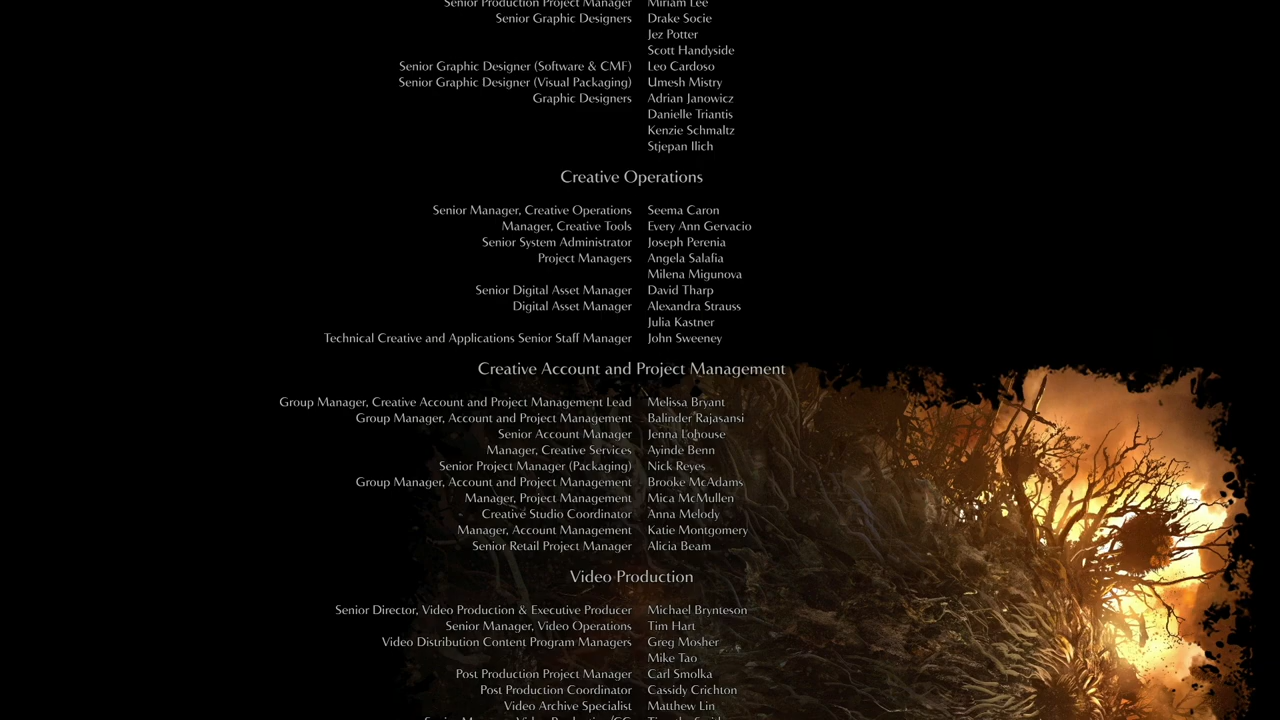 Senior Production Project Manager Miriam Lee
Senior Graphic Designers Drake Socie
Jez Potter
Scott Handyside
Senior Graphic Designer (Software & CMF) Leo Cardoso
Senior Graphic Designer (Visual Packaging) Umesh Mistry
Graphic Designers Adrian Janowicz
Danielle Triantis
Kenzie Schmaltz
Stjepan Ilich
Creative Operations
Senior Manager, Creative Operations Seema Caron
Manager, Creative Tools Every Ann Gervacio
Senior System Administrator Joseph Perenia
Project Managers Angela Salafia
Milena Migunova
Senior Digital Asset Manager David Tharp
Digital Asset Manager Alexandra Strauss
Julia Kastner
Technical Creative and Applications Senior Staff Manager John Sweeney
Creative Account and Project Management
Group Manager, Creative Account and Project Management Lead Melissa Bryant
Group Manager, Account and Project Management Balinder Rajasansi
Senior Account Manager Jenna Lohouse
Manager, Creative Services Ayinde Benn
Senior Project Manager (Packaging) Nick Reyes
Group Manager, Account and Project Management Brooke McAdams
Manager, Project Management Mica McMullen
Creative Studio Coordinator Anna Melody
Manager, Account Management Katie Montgomery
Senior Retail Project Manager Alicia Beam
Video Production
Senior Director, Video Production & Executive Producer Michael Brynteson
Senior Manager, Video Operations Tim Hart
Video Distribution Content Program Managers Greg Mosher
Mike Tao
Post Production Project Manager Carl Smolka
Post Production Coordinator Cassidy Crichton
Video Archive Specialist Matthew Lin